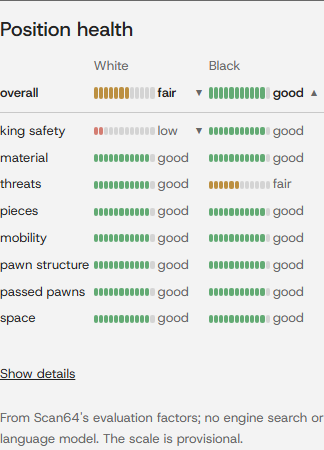 Position health
White Black
overall fair ▼ good ▲
king safety low ▼ good
material good good
threats good fair
pieces good good
mobility good good
pawn structure good good
passed pawns good good
space good good
Show details
From Scan64's evaluation factors; no engine search or
language model. The scale is provisional.